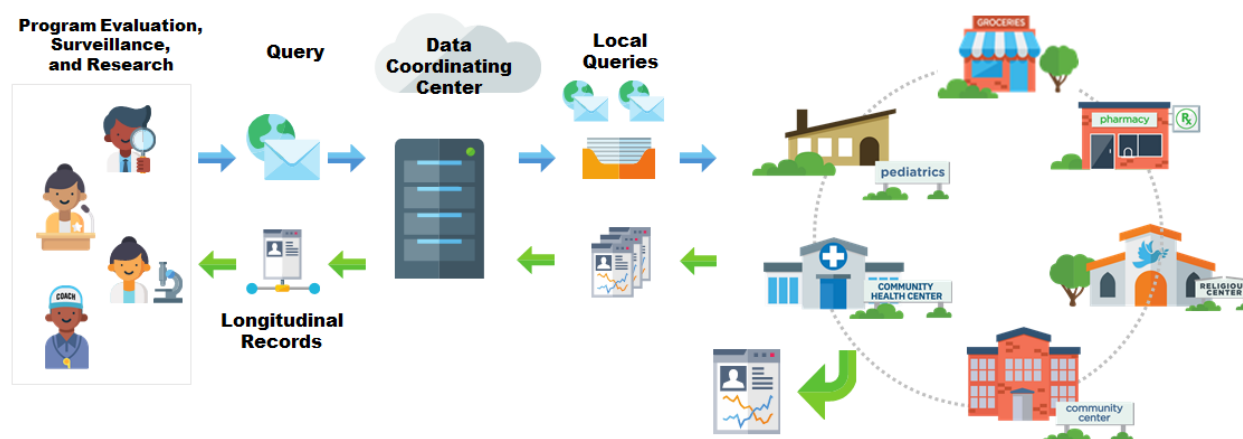 Program Evaluation,
Surveillance,
and Research
Query
Data
Coordinating
Center
Local
Queries
Longitudinal
Records
COACH
GROCERIES
pharmacy
Rx
pediatrics
COMMUNITY
HEALTH CENTER
RELIGIOUS
CENTER
community
center